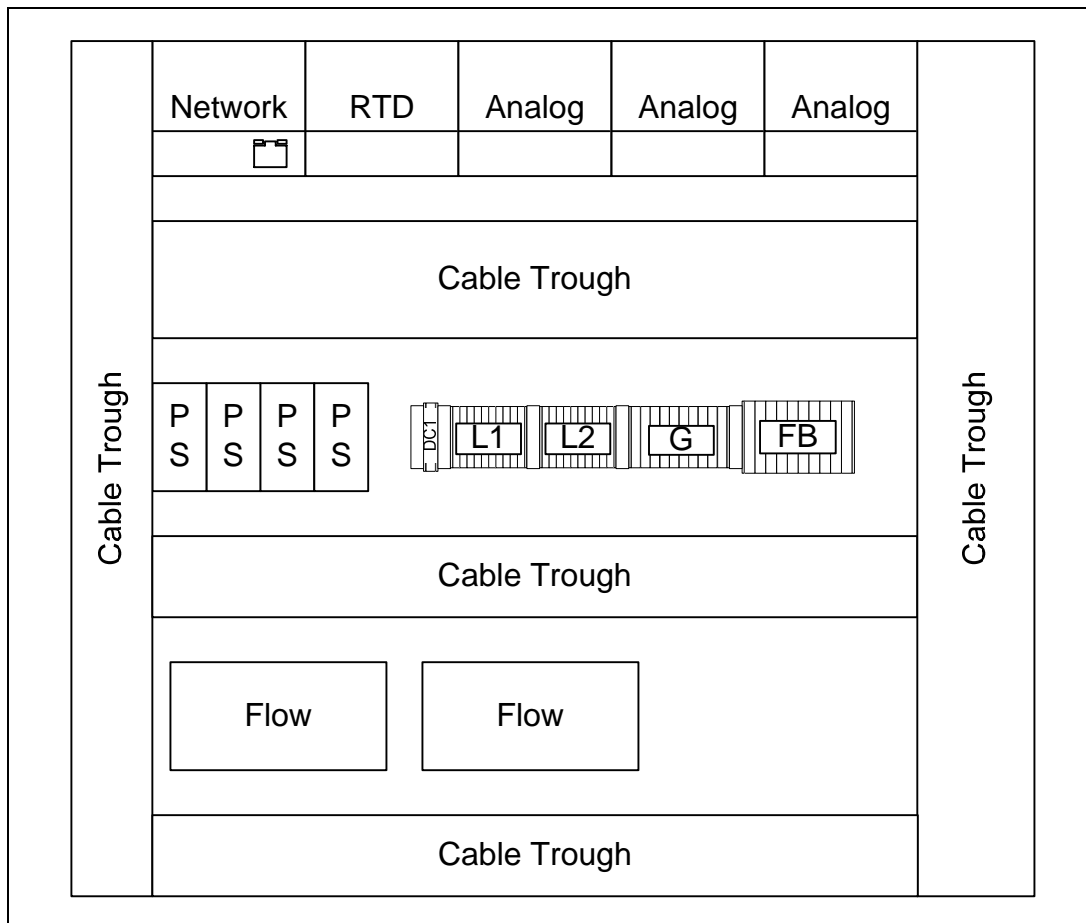 Network RTD Analog Analog Analog
Cable Trough
Cable Trough
P P P P
S S S S
DC1 L1 L2 G FB
Cable Trough
Cable Trough
Flow Flow
Cable Trough